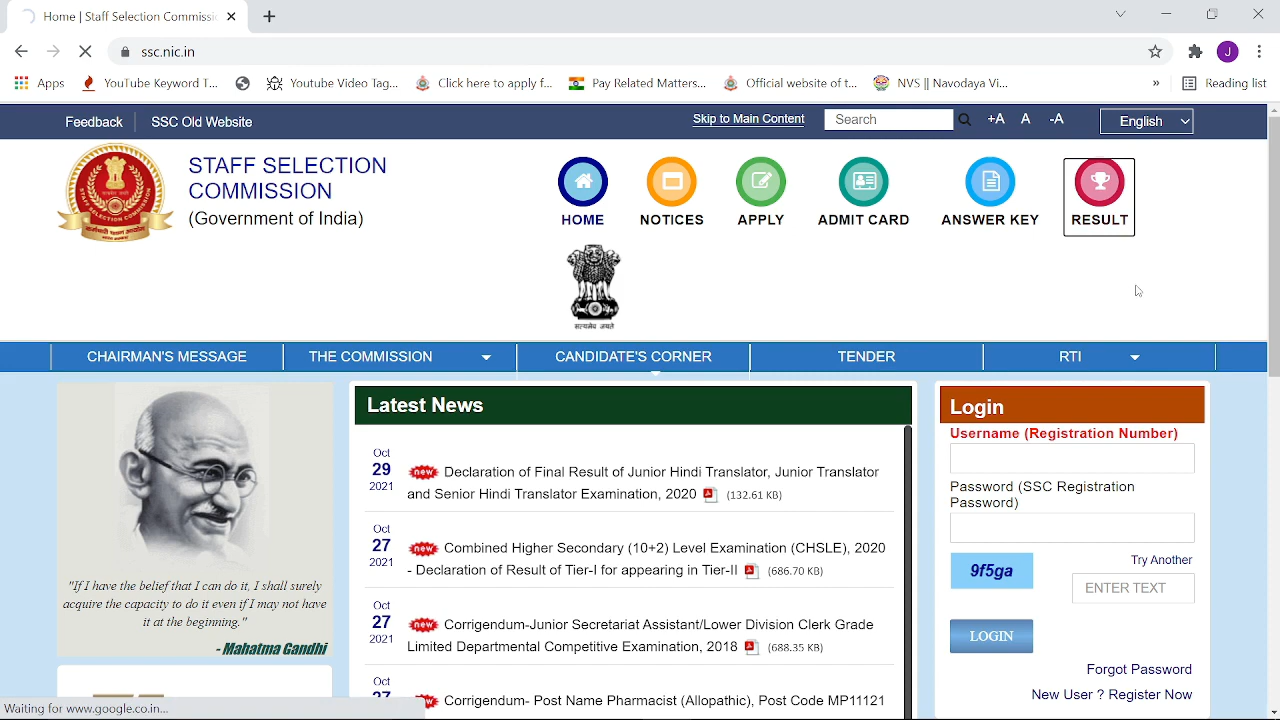 Home | Staff Selection Commissic
ssc.nic.in
J
Apps
YouTube Keyword T...
Youtube Video Tag...
Click here to apply f...
Pay Related Matters...
Official website of t...
NVS || Navodaya Vi...
»
Reading list
Feedback
SSC Old Website
Skip to Main Content
Search
+A
A
-A
English
STAFF SELECTION
COMMISSION
(Government of India)
HOME
NOTICES
APPLY
ADMIT CARD
ANSWER KEY
RESULT
सत्यमेव जयते
CHAIRMAN'S MESSAGE
THE COMMISSION
CANDIDATE'S CORNER
TENDER
RTI
"If I have the belief that I can do it, I shall surely
acquire the capacity to do it even if I may not have
it at the beginning."
- Mahatma Gandhi
Latest News
Oct
29
2021
new Declaration of Final Result of Junior Hindi Translator, Junior Translator
and Senior Hindi Translator Examination, 2020 (132.61 KB)
Oct
27
2021
new Combined Higher Secondary (10+2) Level Examination (CHSLE), 2020
- Declaration of Result of Tier-I for appearing in Tier-II (686.70 KB)
Oct
27
2021
new Corrigendum-Junior Secretariat Assistant/Lower Division Clerk Grade
Limited Departmental Competitive Examination, 2018 (688.35 KB)
Oct
27
new Corrigendum- Post Name Pharmacist (Allopathic), Post Code MP11121
Login
Username (Registration Number)
Password (SSC Registration
Password)
Try Another
9f5ga
ENTER TEXT
LOGIN
Forgot Password
New User ? Register Now
Waiting for www.google.co.in...